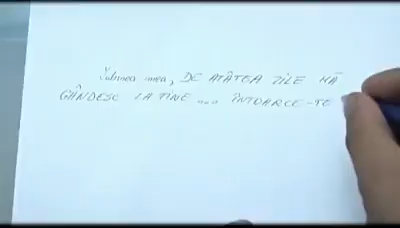 Iubirea mea, DE ATÂTEA ZILE MĂ
GÂNDESC LA TINE ... ÎNTOARCE-TE